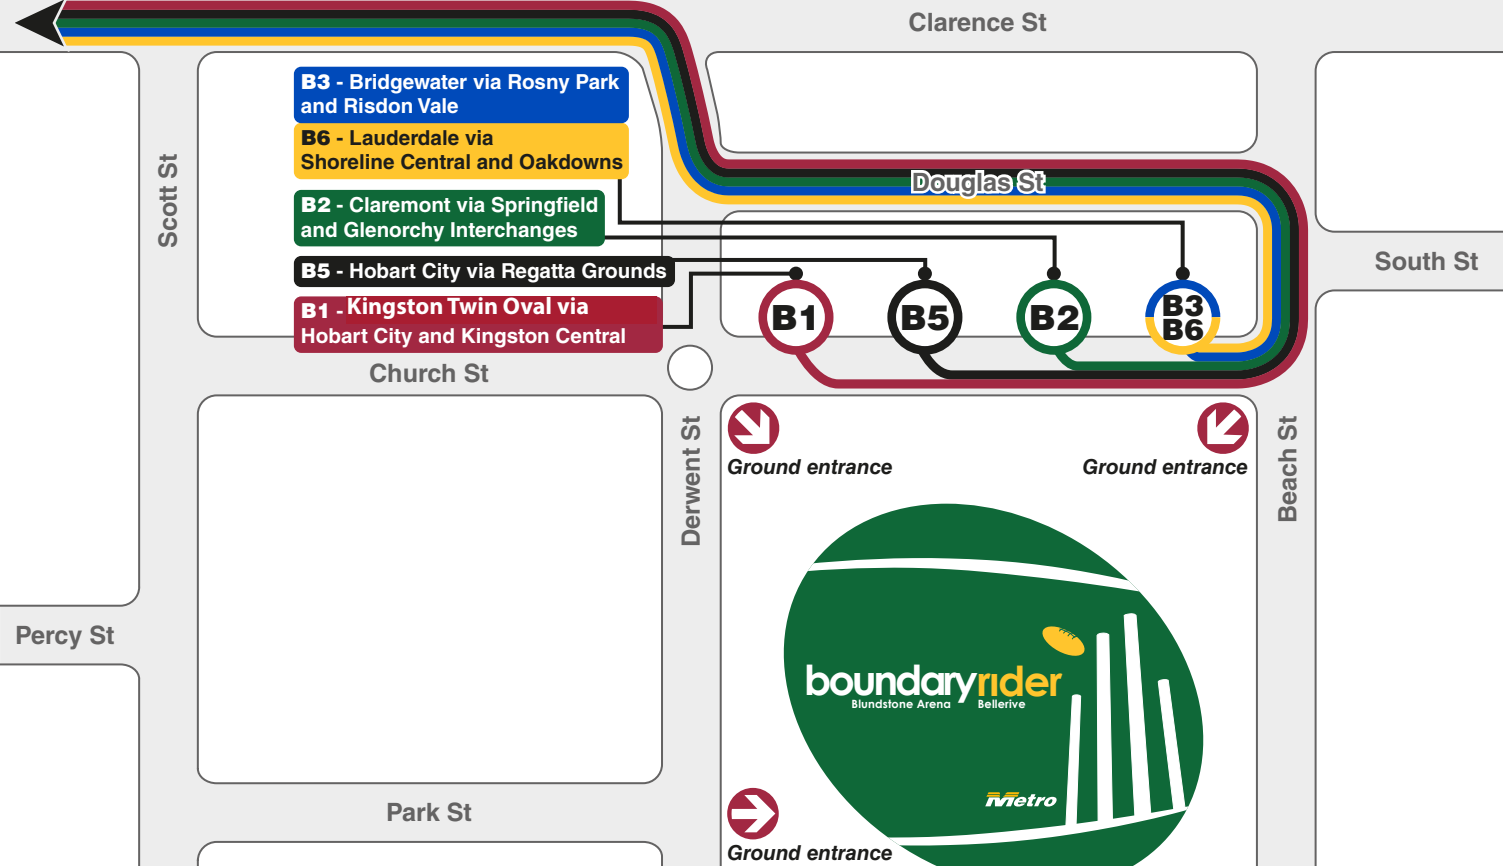 Clarence St
B3 - Bridgewater via Rosny Park
and Risdon Vale
B6 - Lauderdale via
Shoreline Central and Oakdowns
Scott St
Douglas St
B2 - Claremont via Springfield
and Glenorchy Interchanges
South St
B5 - Hobart City via Regatta Grounds
B1 - Kingston Twin Oval via
Hobart City and Kingston Central
B1
B5
B2
B3
B6
Church St
Derwent St
Beach St
Ground entrance
Ground entrance
Percy St
boundaryrider
Blundstone Arena Bellerive
Metro
Park St
Ground entrance